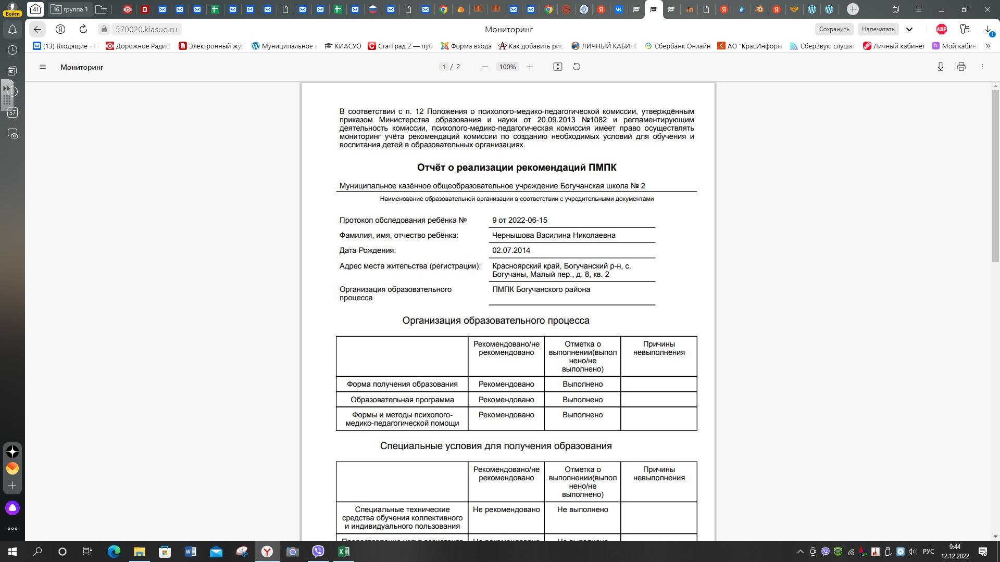 Войти
41
16 группа 1
570020.kiasuo.ru
Мониторинг
Сохранить
Напечатать
ABP
1
(13) Входящие - П
Дорожное Радио
Электронный жур
Муниципальное к
КИАСУО
СтатГрад 2 — пуб.
Форма входа
Как добавить рис
ЛИЧНЫЙ КАБИНЕ
Сбербанк Онлайн
АО "КрасИнформ
СберЗвук: слушат
Личный кабинет
Мой кабин
Мониторинг
1 / 2
100%
57
В соответствии с п. 12 Положения о психолого-медико-педагогической комиссии, утверждённым
приказом Министерства образования и науки от 20.09.2013 №1082 и регламентирующим
деятельность комиссии, психолого-медико-педагогическая комиссия имеет право осуществлять
мониторинг учёта рекомендаций комиссии по созданию необходимых условий для обучения и
воспитания детей в образовательных организациях.
Отчёт о реализации рекомендаций ПМПК
Муниципальное казённое общеобразовательное учреждение Богучанская школа № 2
Наименование образовательной организации в соответствии с учредительными документами
Протокол обследования ребёнка № 9 от 2022-06-15
Фамилия, имя, отчество ребёнка: Чернышова Василина Николаевна
Дата Рождения: 02.07.2014
Адрес места жительства (регистрации): Красноярский край, Богучанский р-н, с.
Богучаны, Малый пер., д. 8, кв. 2
Организация образовательного ПМПК Богучанского района
процесса
Организация образовательного процесса
Рекомендовано/не Отметка о Причины
рекомендовано выполнении(выпол невыполнения
нено/не
выполнено)
Форма получения образования Рекомендовано Выполнено
Образовательная программа Рекомендовано Выполнено
Формы и методы психолого- Рекомендовано Выполнено
медико-педагогической помощи
Специальные условия для получения образования
Рекомендовано/не Отметка о Причины
рекомендовано выполнении(выпол невыполнения
нено/не
выполнено)
Специальные технические Не рекомендовано Не выполнено
средства обучения коллективного
и индивидуального пользования
Предоставление услуг ассистента Не рекомендовано Не выполнено
РУС
9:44
12.12.2022